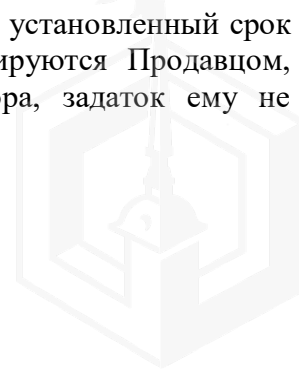 установленный срок
ируются Продавцом,
ра, задаток ему не